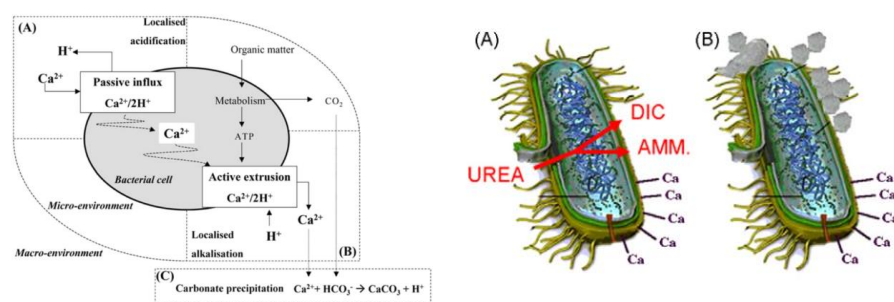 (A)
Localised
acidification
H⁺
Organic matter
Ca²⁺
Passive influx
Ca²⁺/2H⁺
Metabolism
CO₂
Ca²⁺
ATP
Bacterial cell
Active extrusion
Ca²⁺/2H⁺
Micro-environment
Ca²⁺
H⁺
Localised
alkalisation
(B)
Macro-environment
(C)
Carbonate precipitation Ca²⁺ + HCO₃⁻ → CaCO₃ + H⁺
(A)
DIC
AMM.
UREA
Ca
Ca
Ca
Ca
Ca
(B)
Ca
Ca
Ca
Ca
Ca